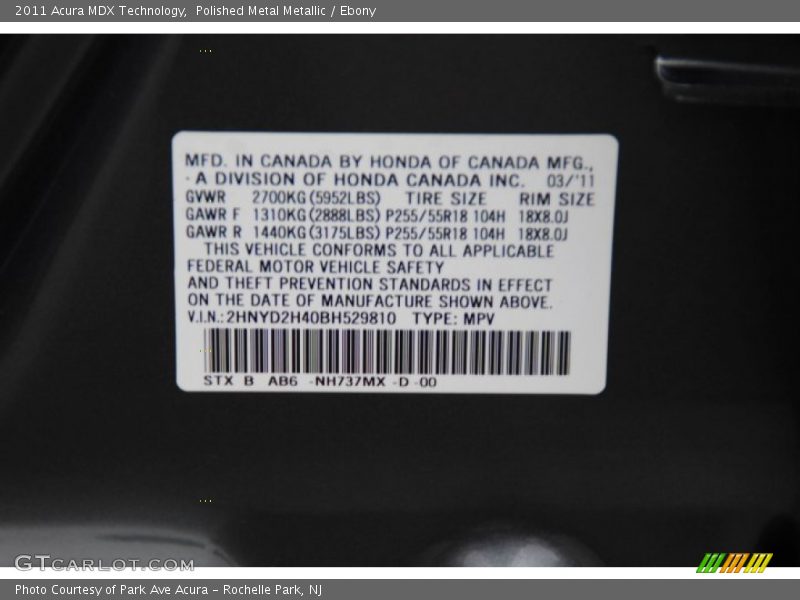 2011 Acura MDX Technology,  Polished Metal Metallic / Ebony
MFD. IN CANADA BY HONDA OF CANADA MFG.,
A DIVISION OF HONDA CANADA INC. 03/'11
GVWR 2700KG(5952LBS) TIRE SIZE RIM SIZE
GAWR F 1310KG(2888LBS) P255/55R18 104H 18X8.0J
GAWR R 1440KG(3175LBS) P255/55R18 104H 18X8.0J
THIS VEHICLE CONFORMS TO ALL APPLICABLE
FEDERAL MOTOR VEHICLE SAFETY
AND THEFT PREVENTION STANDARDS IN EFFECT
ON THE DATE OF MANUFACTURE SHOWN ABOVE.
V.I.N.: 2HNYD2H40BH529810 TYPE: MPV
STX B AB6 -NH737MX -D -00
GTCARLOT.COM
Photo Courtesy of Park Ave Acura - Rochelle Park, NJ